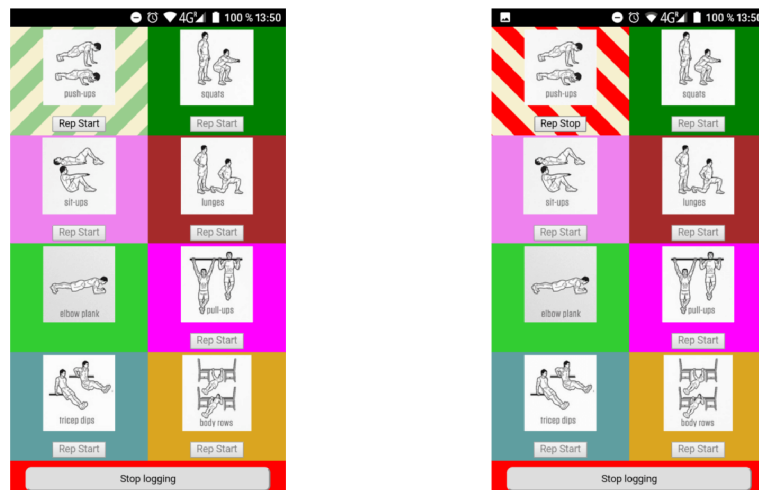 4G R 100 % 13:50
push-ups
squats
Rep Start
Rep Start
sit-ups
lunges
Rep Start
Rep Start
elbow plank
pull-ups
Rep Start
tricep dips
body rows
Rep Start
Rep Start
Stop logging
4G R 100 % 13:50
push-ups
squats
Rep Stop
Rep Start
sit-ups
lunges
Rep Start
Rep Start
elbow plank
pull-ups
Rep Start
tricep dips
body rows
Rep Start
Rep Start
Stop logging